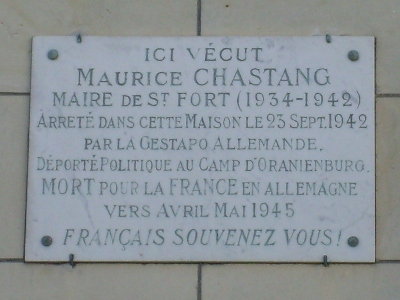 ICI VÉCUT
MAURICE CHASTANG
MAIRE DE ST FORT (1934-1942)
ARRETÉ DANS CETTE MAISON LE 23 SEPT. 1942
PAR LA GESTAPO ALLEMANDE.
DÉPORTÉ POLITIQUE AU CAMP D'ORANIENBURG
MORT POUR LA FRANCE EN ALLEMAGNE
VERS AVRIL MAI 1945
FRANÇAIS SOUVENEZ VOUS!